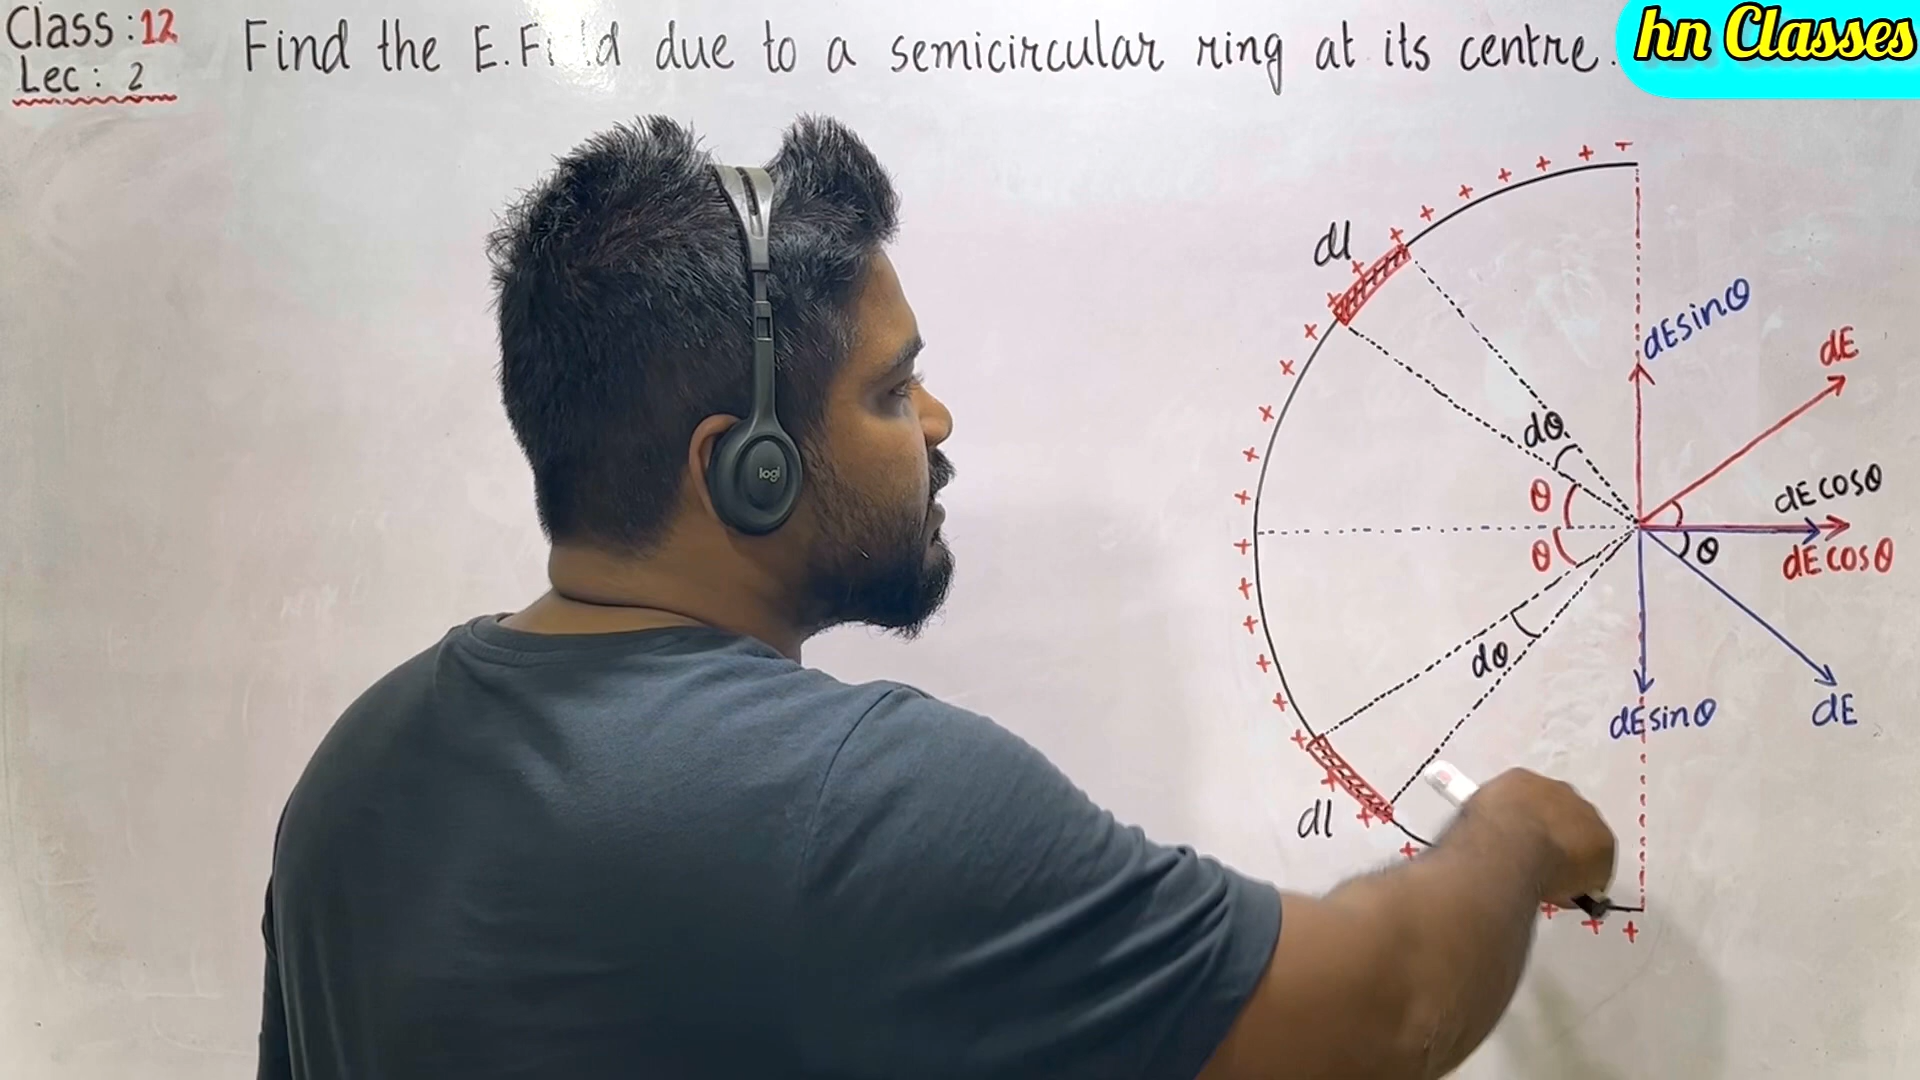 Class :12
Lec : 2
Find the due to a semicircular ring at its centre.
hn Classes
dl
dEsinθ
dE
dθ
dEcosθ
θ
θ
θ
dEcosθ
dθ
dEsinθ
dE
dl
logi